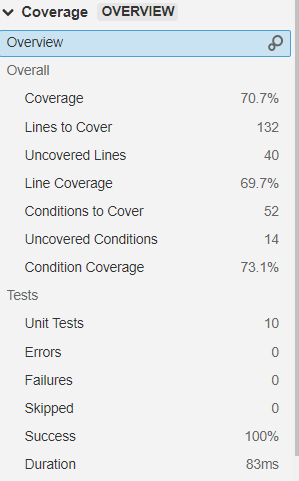 Coverage OVERVIEW
Overview
Overall
Coverage 70.7%
Lines to Cover 132
Uncovered Lines 40
Line Coverage 69.7%
Conditions to Cover 52
Uncovered Conditions 14
Condition Coverage 73.1%
Tests
Unit Tests 10
Errors 0
Failures 0
Skipped 0
Success 100%
Duration 83ms